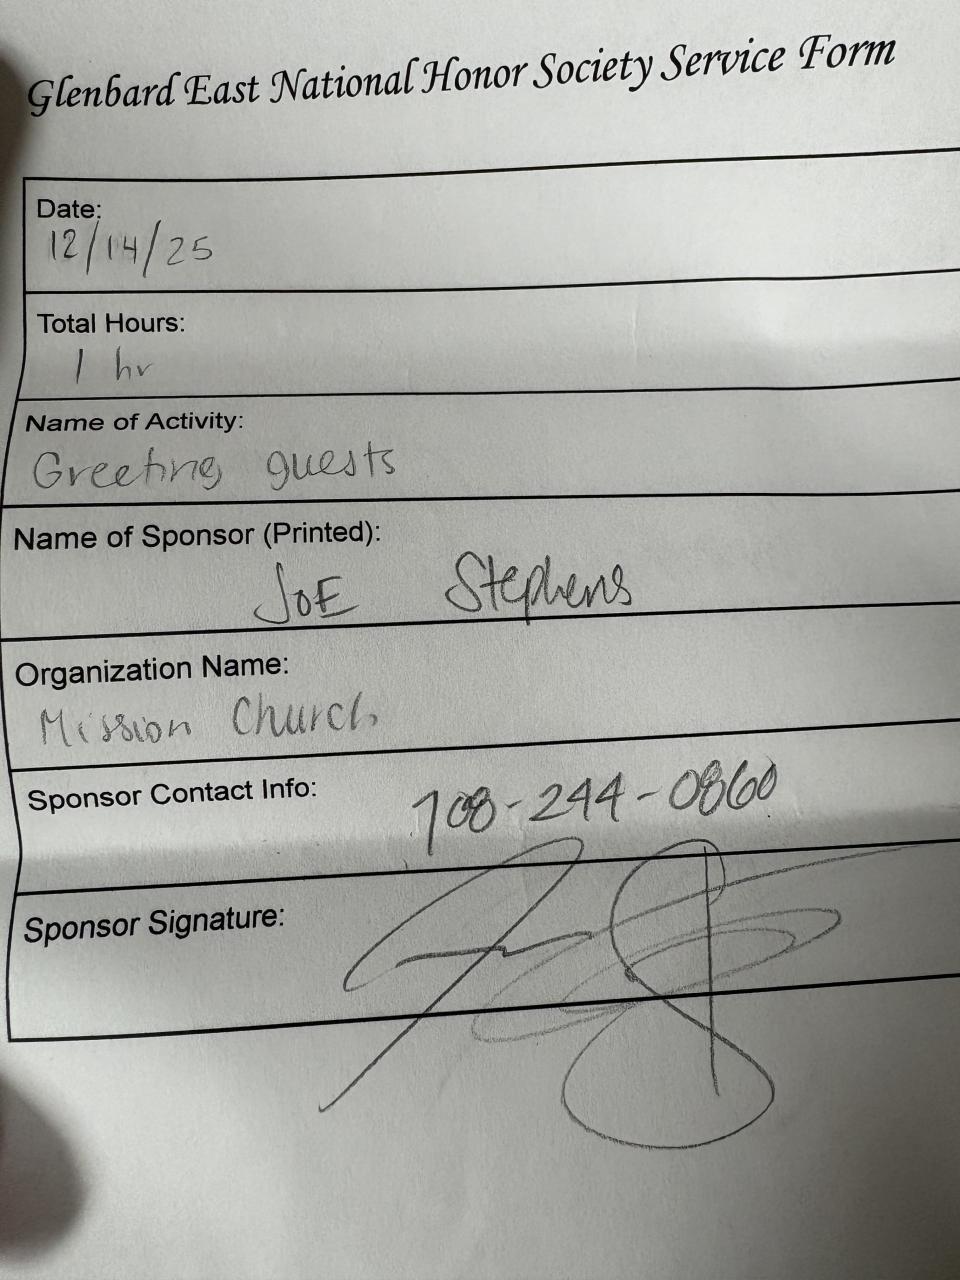 Glenbard East National Honor Society Service Form
Date:
12/14/25
Total Hours:
1 hr
Name of Activity:
Greeting guests
Name of Sponsor (Printed):
JOE Stephens
Organization Name:
Mission Church
Sponsor Contact Info:
708-244-0860
Sponsor Signature: